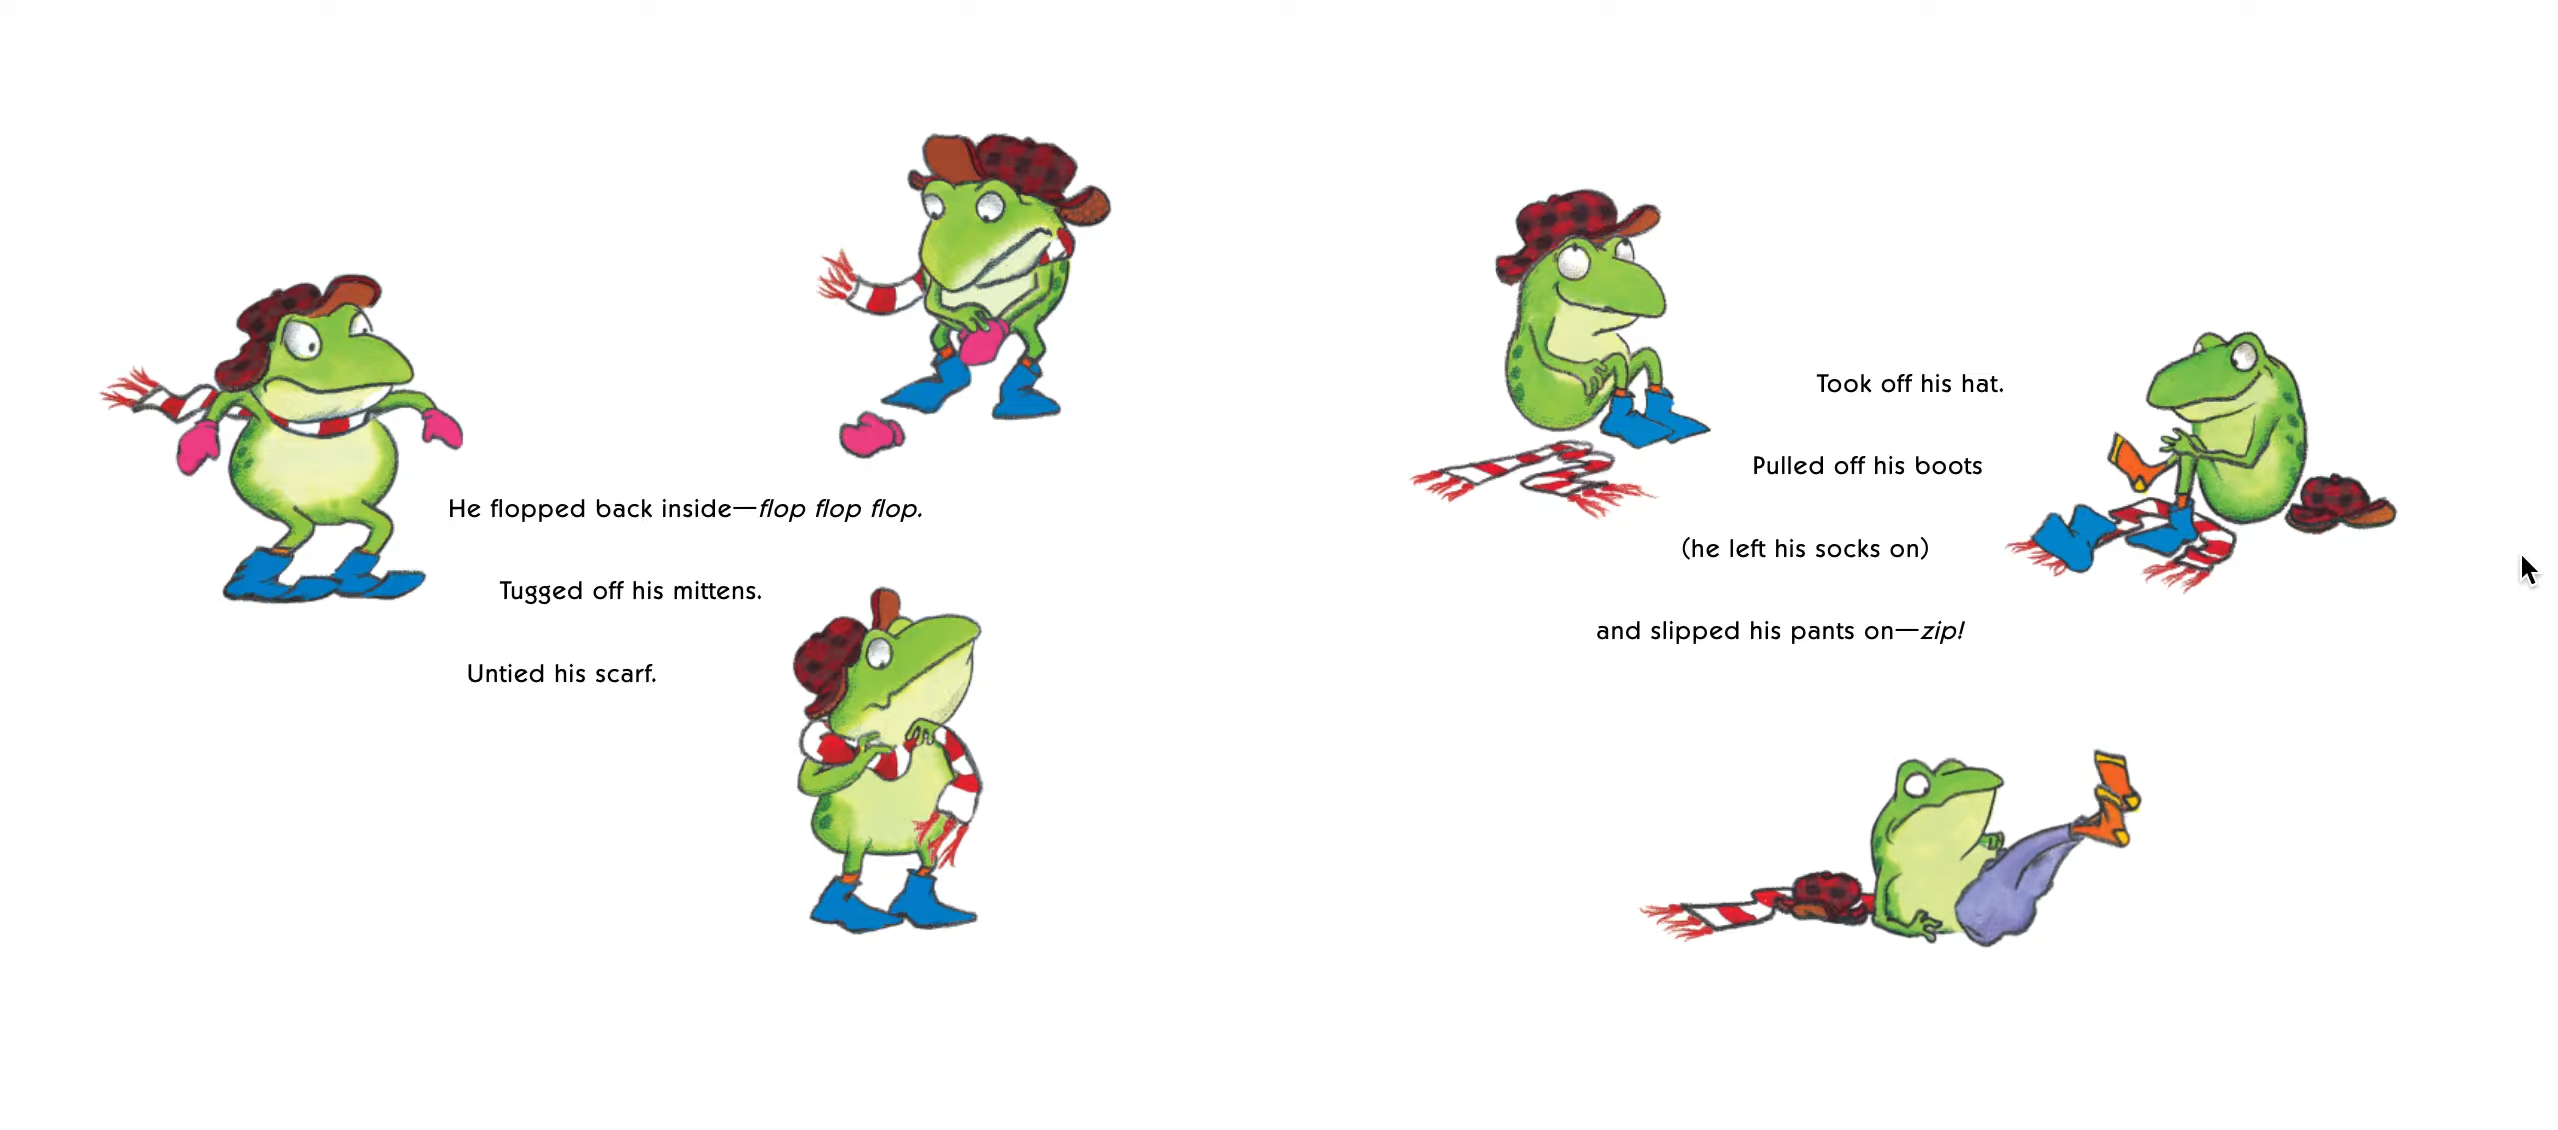 He flopped back inside—flop flop flop.
Tugged off his mittens.
Untied his scarf.
Took off his hat.
Pulled off his boots
(he left his socks on)
and slipped his pants on—zip!